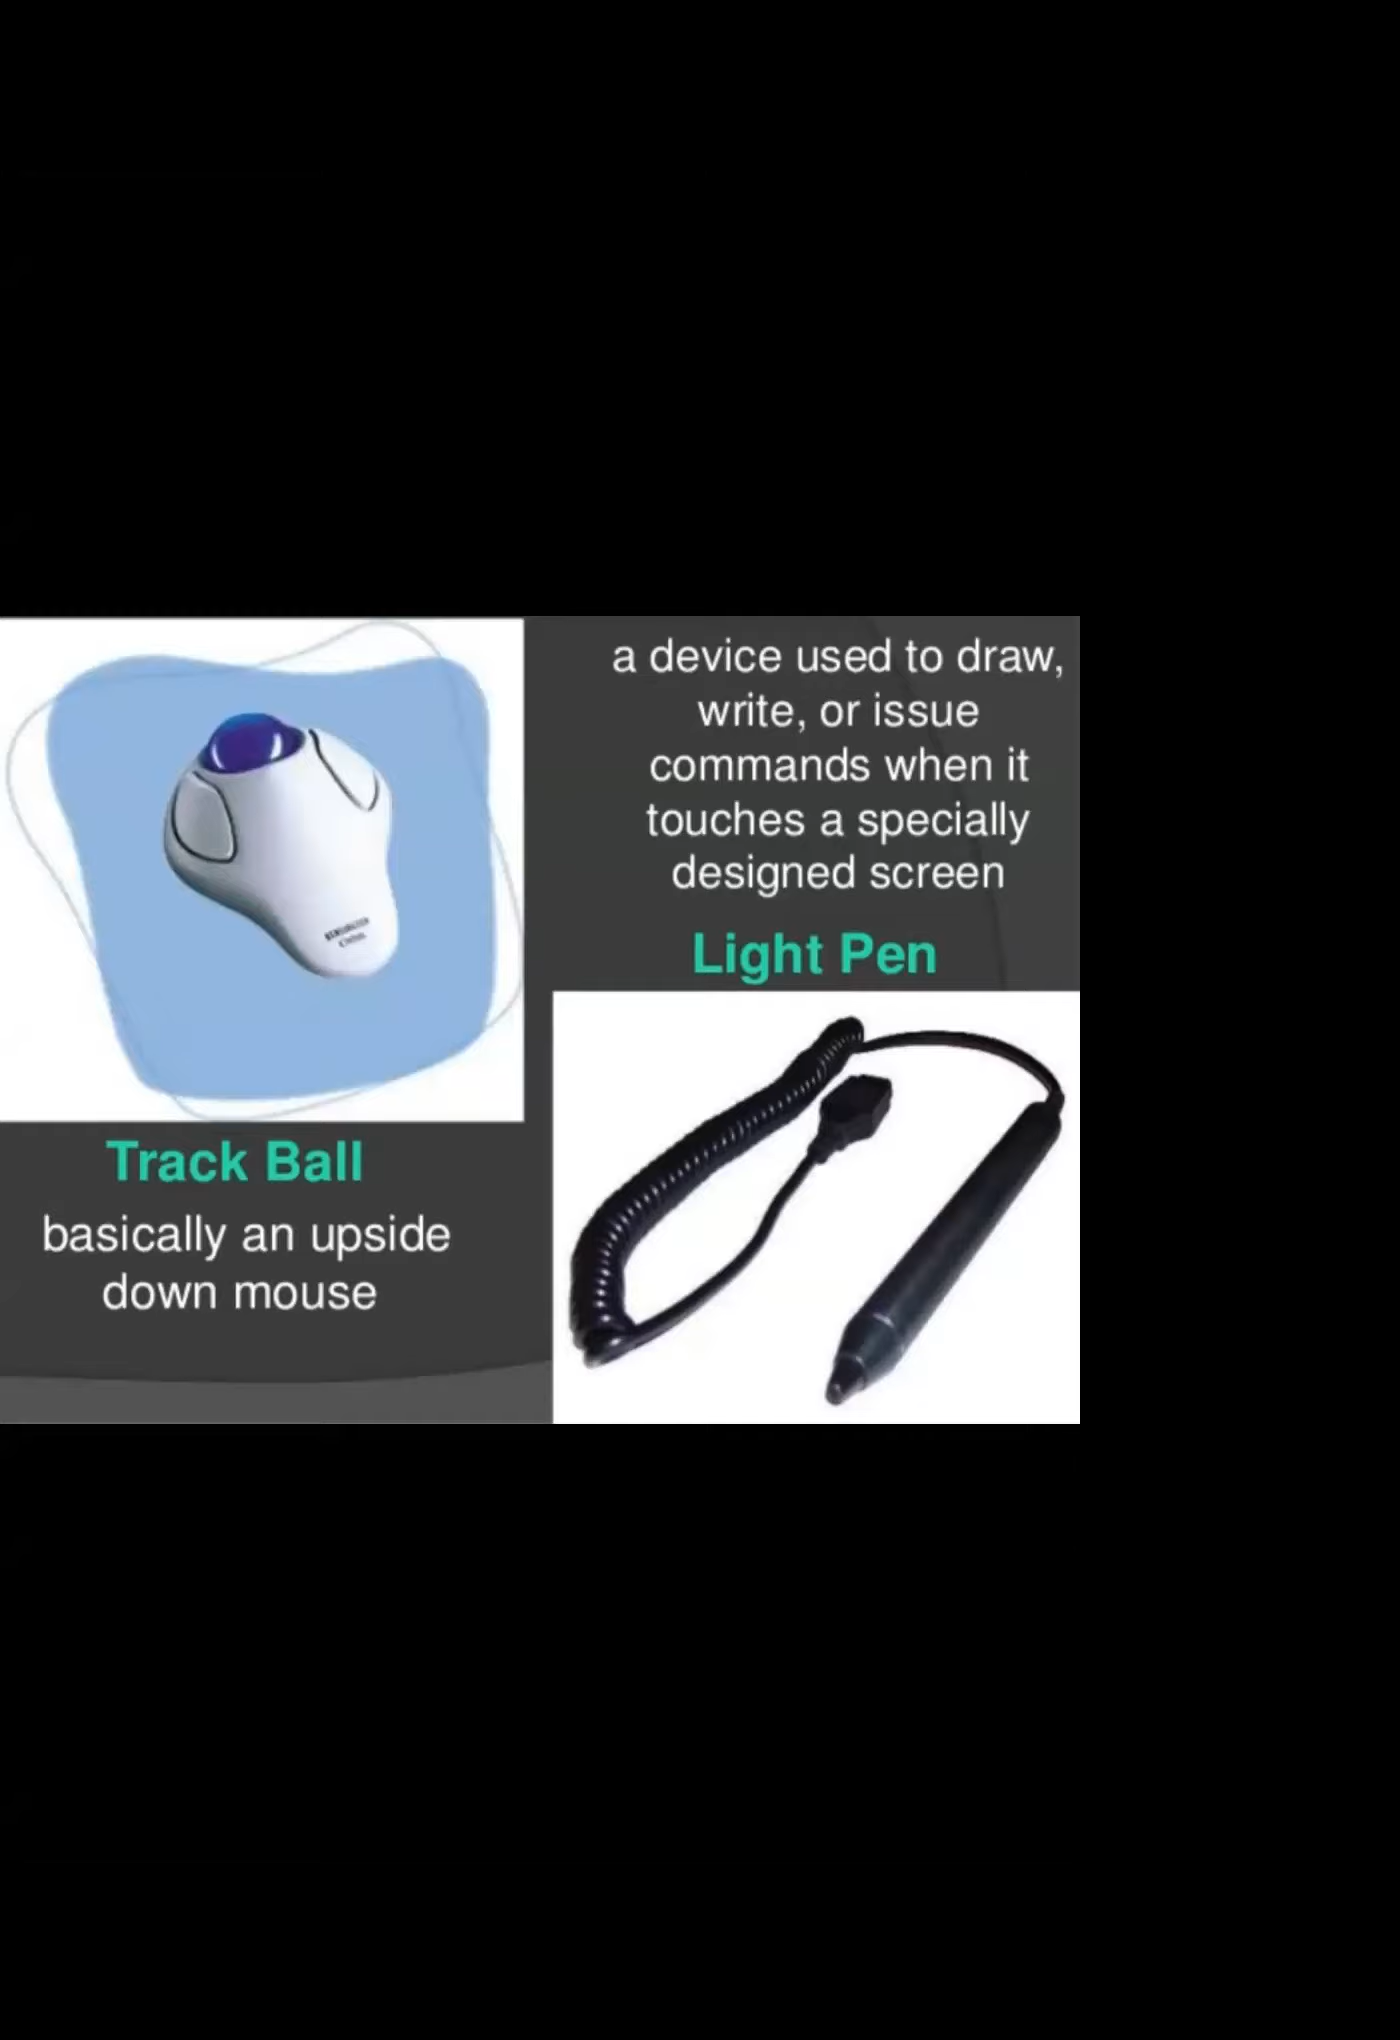 a device used to draw,
write, or issue
commands when it
touches a specially
designed screen
Light Pen
Track Ball
basically an upside
down mouse